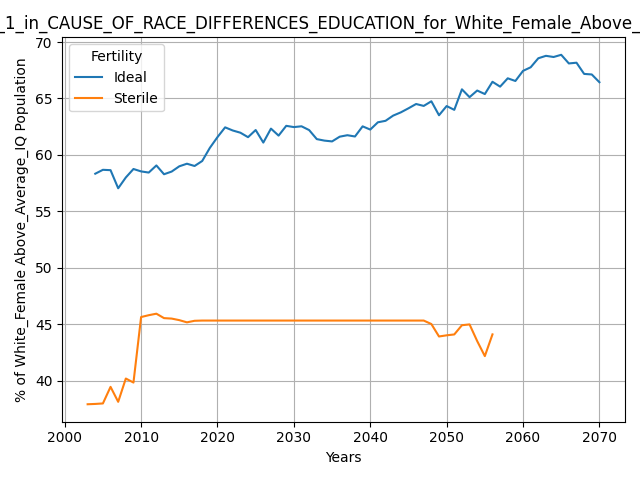 _1_in_CAUSE_OF_RACE_DIFFERENCES_EDUCATION_for_White_Female_Above_
70
65
60
55
50
45
40
% of White_Female Above_Average_IQ Population
Fertility
Ideal
Sterile
2000 2010 2020 2030 2040 2050 2060 2070
Years